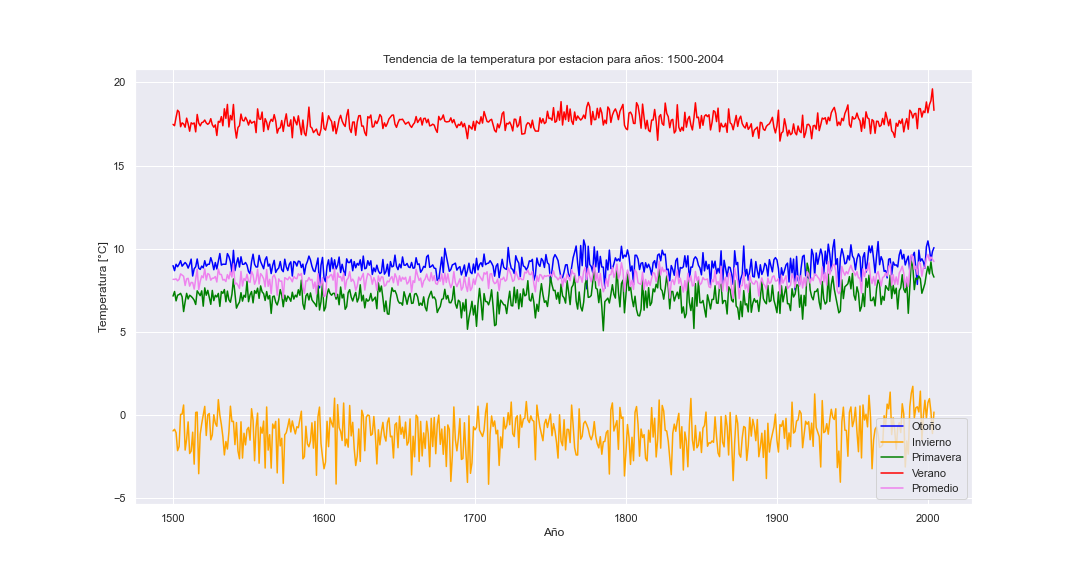 Tendencia de la temperatura por estacion para años: 1500-2004
Temperatura [°C]
20
15
10
5
0
−5
1500
1600
1700
1800
1900
2000
Año
Otoño
Invierno
Primavera
Verano
Promedio